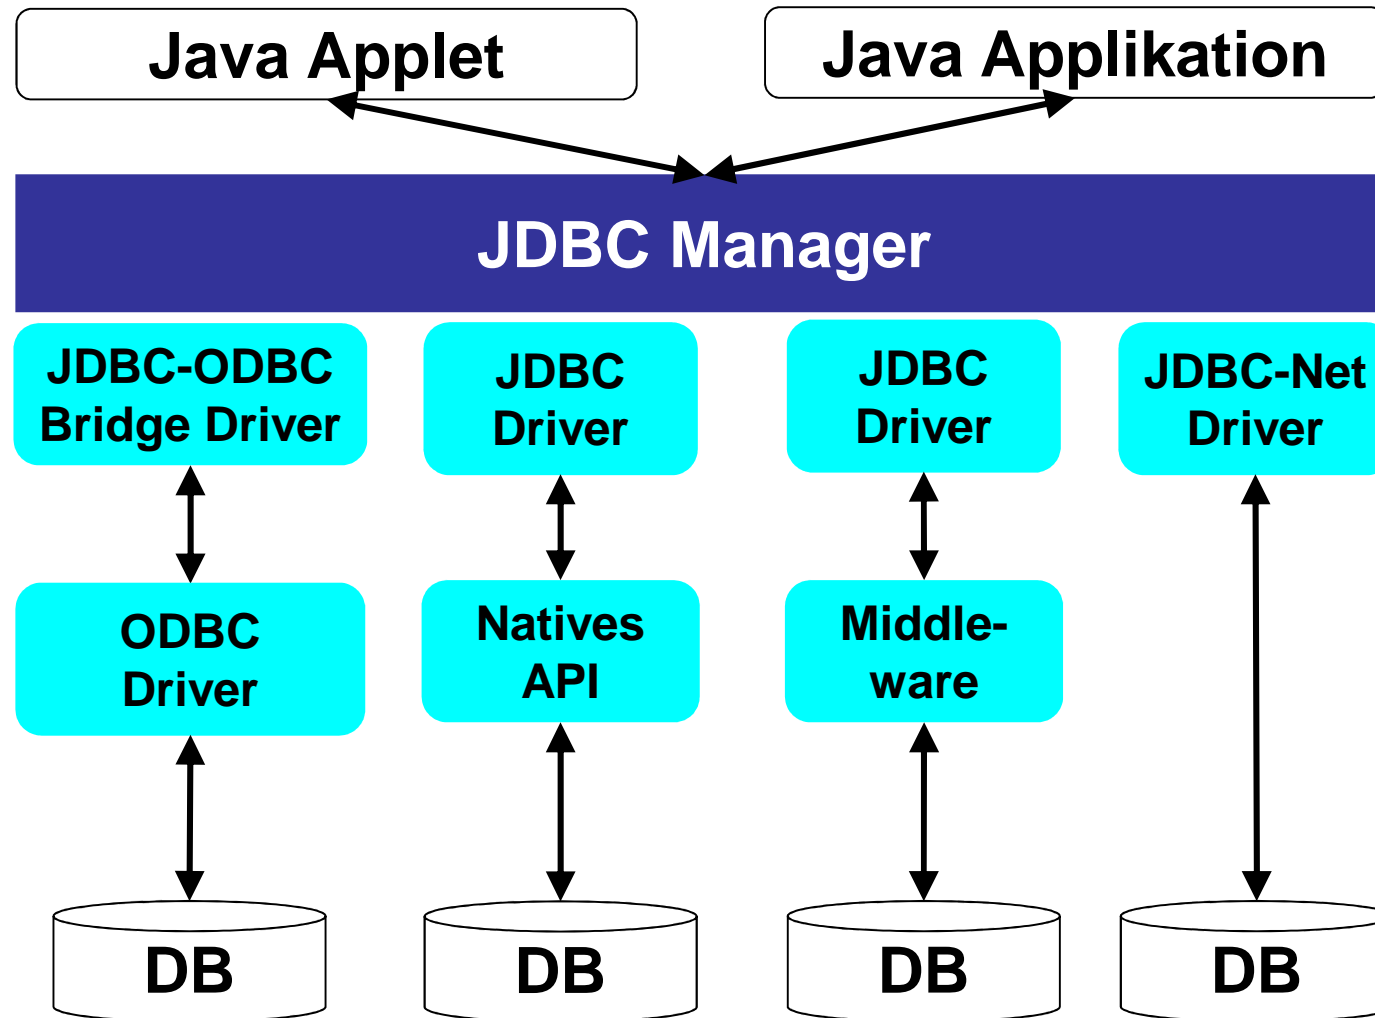 Java Applet
Java Applikation
JDBC Manager
JDBC-ODBC
Bridge Driver
JDBC
Driver
JDBC
Driver
JDBC-Net
Driver
ODBC
Driver
Natives
API
Middle-
ware
DB
DB
DB
DB